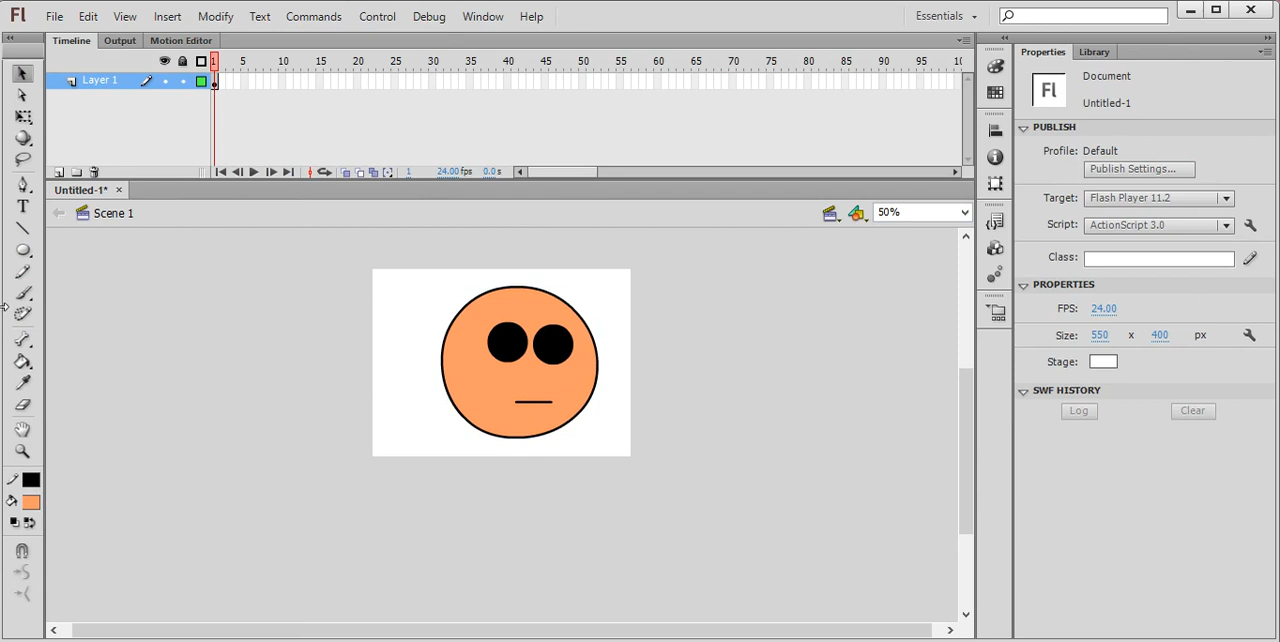 Fl File Edit View Insert Modify Text Commands Control Debug Window Help Essentials
Timeline Output Motion Editor
1 5 10 15 20 25 30 35 40 45 50 55 60 65 70 75 80 85 90 95 10
Layer 1
1 24.00 fps 0.0 s
Untitled-1*
Scene 1
50%
Properties Library
Fl
Document
Untitled-1
PUBLISH
Profile: Default
Publish Settings...
Target: Flash Player 11.2
Script: ActionScript 3.0
Class:
PROPERTIES
FPS: 24.00
Size: 550 x 400 px
Stage:
SWF HISTORY
Log Clear
T